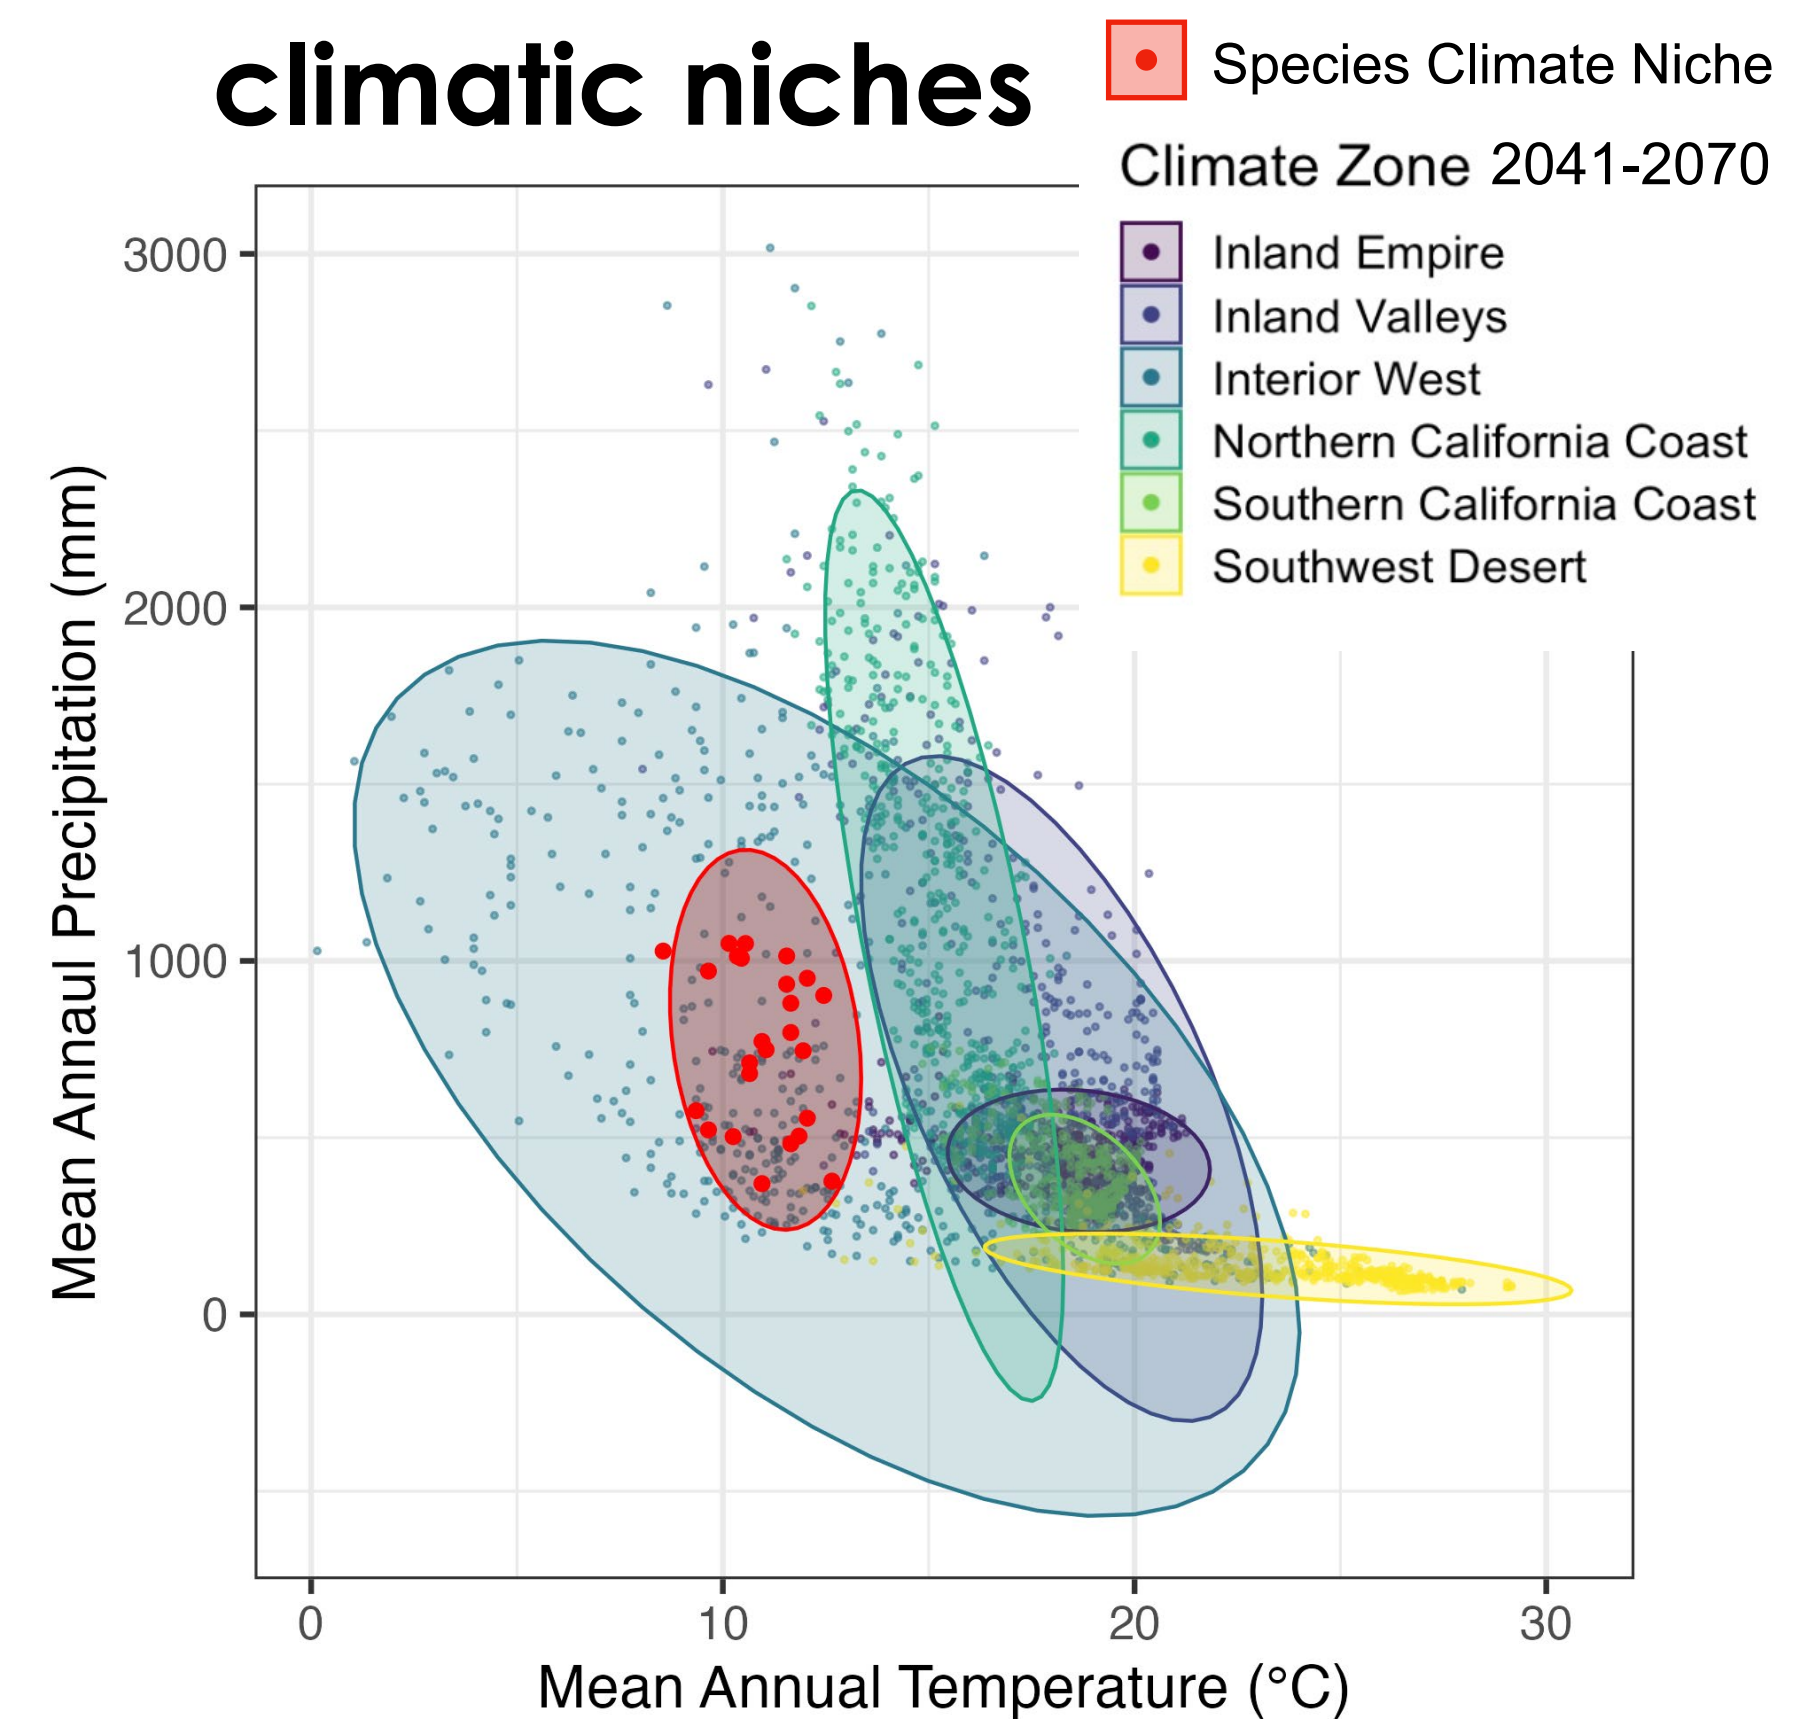 climatic niches
Species Climate Niche
Climate Zone 2041-2070
Inland Empire
Inland Valleys
Interior West
Northern California Coast
Southern California Coast
Southwest Desert
Mean Annaul Precipitation (mm)
3000
2000
1000
0
0 10 20 30
Mean Annual Temperature (°C)